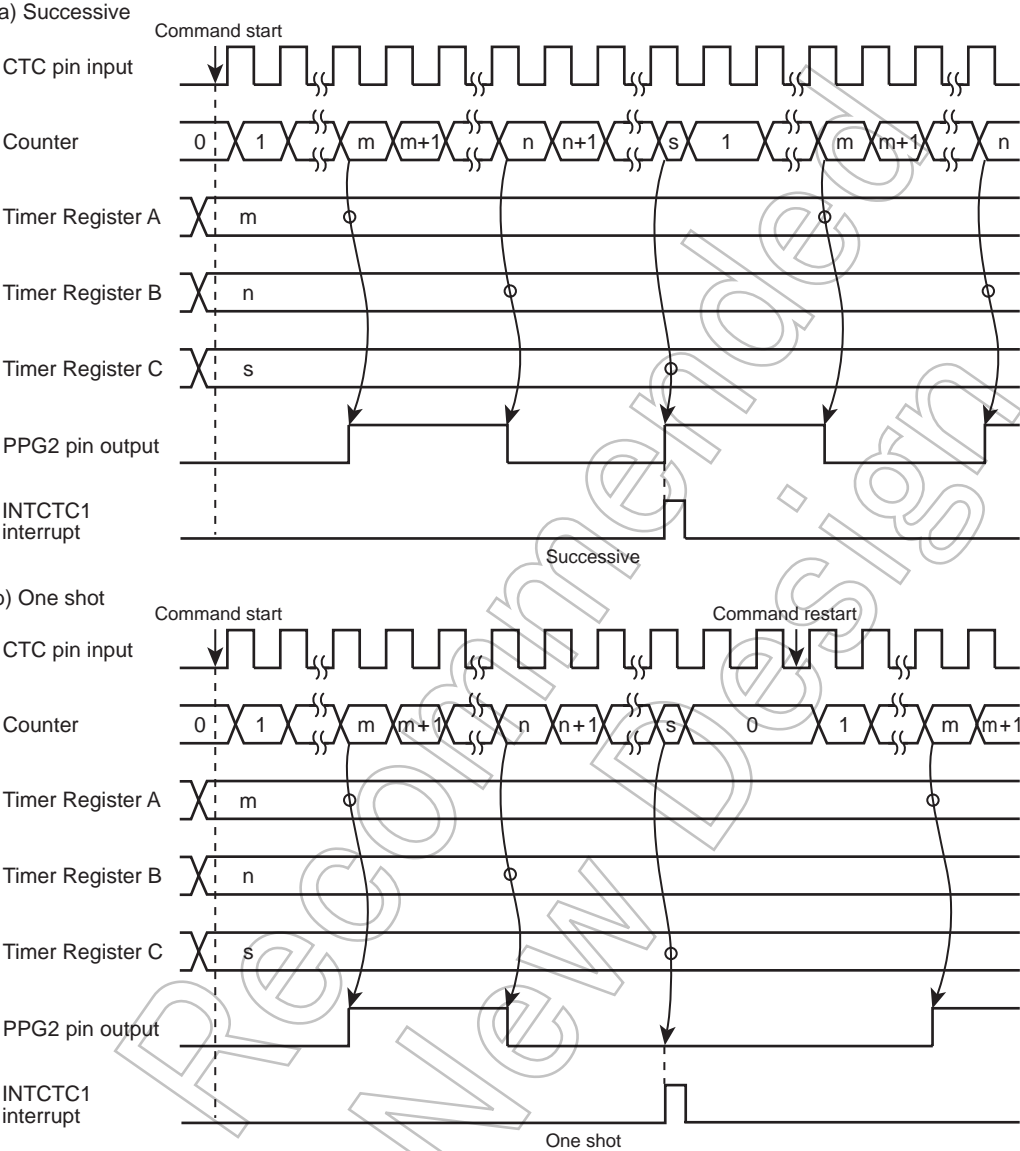 a) Successive
Command start
CTC pin input
Counter 0 1 m m+1 n n+1 s 1 m m+1 n
Timer Register A m
Timer Register B n
Timer Register C s
PPG2 pin output
INTCTC1
interrupt
Successive
o) One shot
Command start Command restart
CTC pin input
Counter 0 1 m m+1 n n+1 s 0 1 m m+1
Timer Register A m
Timer Register B n
Timer Register C s
PPG2 pin output
INTCTC1
interrupt
One shot
Recommended
New Design